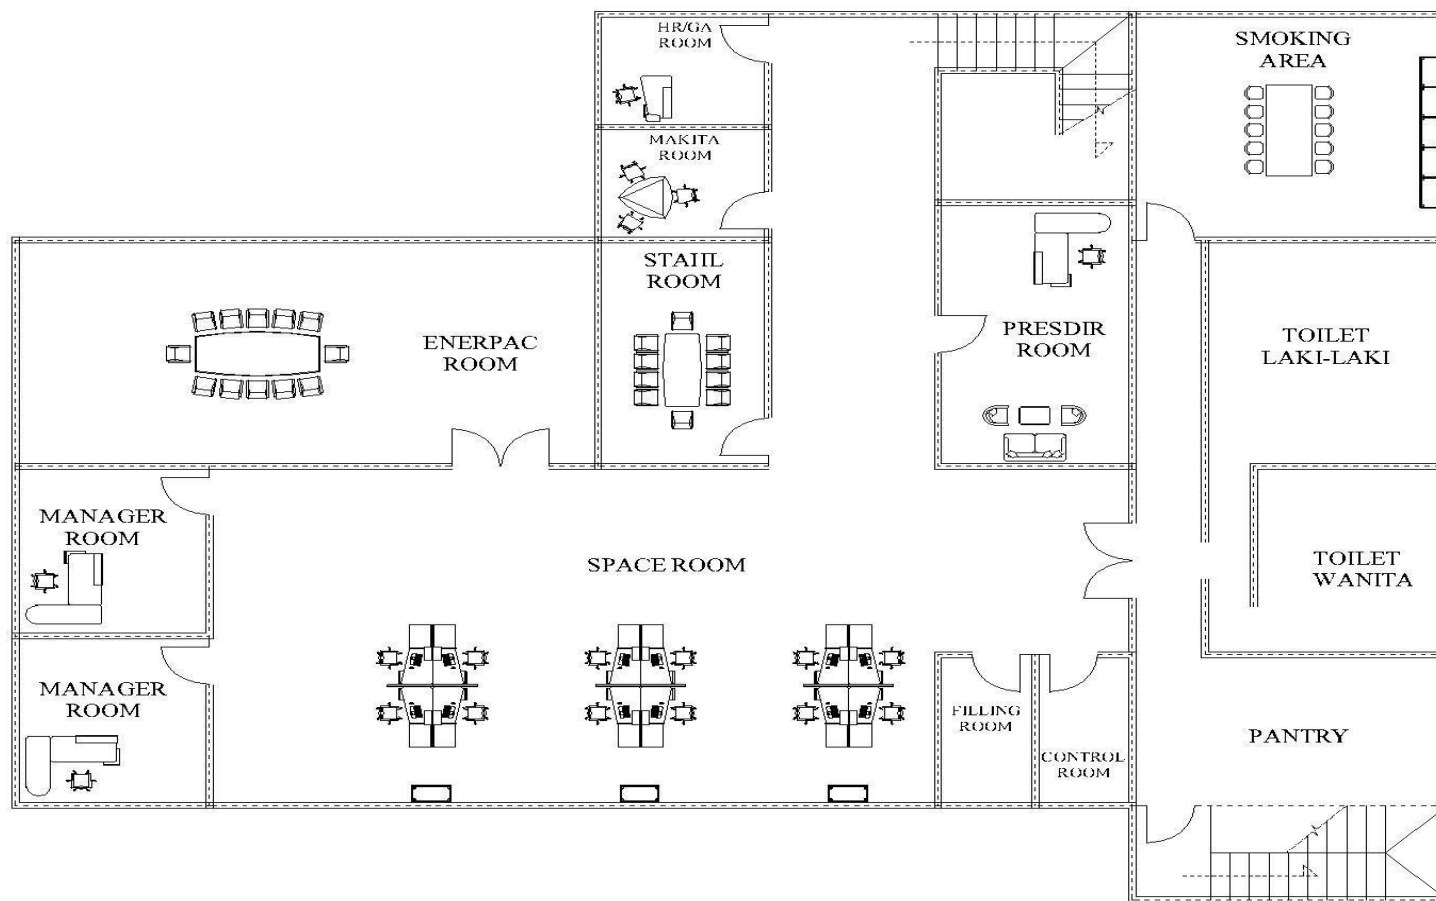 HR/GA
ROOM
SMOKING
AREA
MAKITA
ROOM
STAHL
ROOM
ENERPAC
ROOM
PRESDIR
ROOM
TOILET
LAKI-LAKI
MANAGER
ROOM
SPACE ROOM
TOILET
WANITA
MANAGER
ROOM
FILLING
ROOM
PANTRY
CONTROL
ROOM